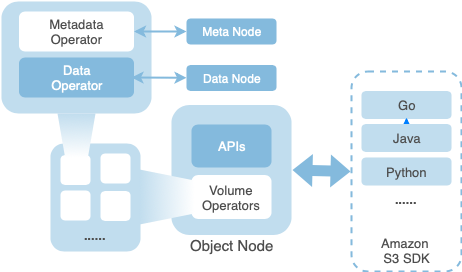 Metadata
Operator
Meta Node
Data
Operator
Data Node
APIs
Volume
Operators
Object Node
......
Go
Java
Python
......
Amazon
S3 SDK